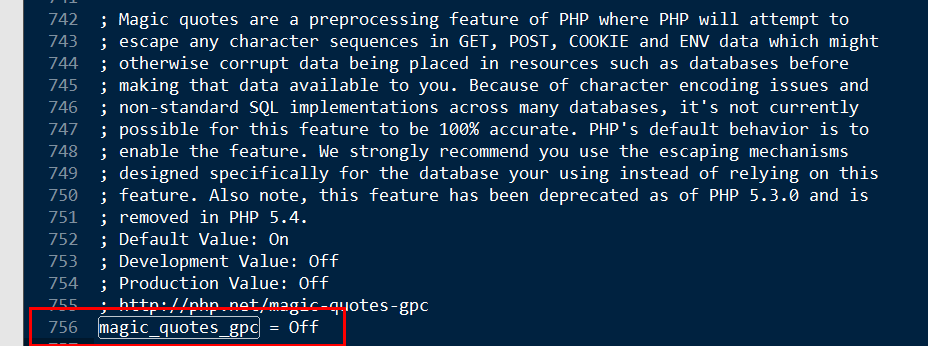 742 ; Magic quotes are a preprocessing feature of PHP where PHP will attempt to
743 ; escape any character sequences in GET, POST, COOKIE and ENV data which might
744 ; otherwise corrupt data being placed in resources such as databases before
745 ; making that data available to you. Because of character encoding issues and
746 ; non-standard SQL implementations across many databases, it's not currently
747 ; possible for this feature to be 100% accurate. PHP's default behavior is to
748 ; enable the feature. We strongly recommend you use the escaping mechanisms
749 ; designed specifically for the database your using instead of relying on this
750 ; feature. Also note, this feature has been deprecated as of PHP 5.3.0 and is
751 ; removed in PHP 5.4.
752 ; Default Value: On
753 ; Development Value: Off
754 ; Production Value: Off
755 ; http://php.net/magic-quotes-gpc
756 magic_quotes_gpc = Off